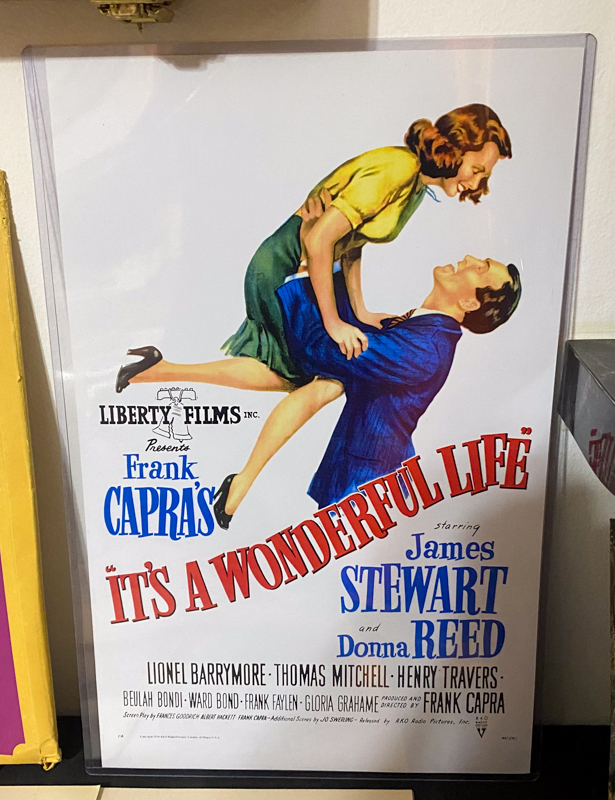 LIBERTY FILMS INC.
Presents
Frank
CAPRA'S
"IT'S A WONDERFUL LIFE"
starring
James
STEWART
and
Donna REED
LIONEL BARRYMORE · THOMAS MITCHELL · HENRY TRAVERS ·
BEULAH BONDI · WARD BOND · FRANK FAYLEN · GLORIA GRAHAME PRODUCED AND DIRECTED BY FRANK CAPRA
Screen Play by FRANCES GOODRICH ALBERT HACKETT FRANK CAPRA – Additional Scenes by JO SWERLING – Released by RKO Radio Pictures, Inc.
RKO